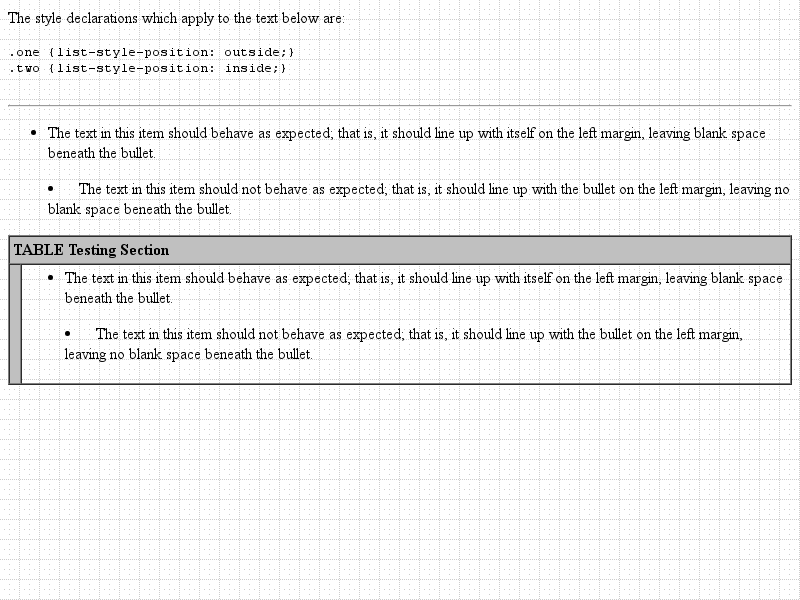 The style declarations which apply to the text below are:
.one {list-style-position: outside;}
.two {list-style-position: inside;}
• The text in this item should behave as expected; that is, it should line up with itself on the left margin, leaving blank space
beneath the bullet.
• The text in this item should not behave as expected; that is, it should line up with the bullet on the left margin, leaving no
blank space beneath the bullet.
TABLE Testing Section
• The text in this item should behave as expected; that is, it should line up with itself on the left margin, leaving blank space
beneath the bullet.
• The text in this item should not behave as expected; that is, it should line up with the bullet on the left margin,
leaving no blank space beneath the bullet.